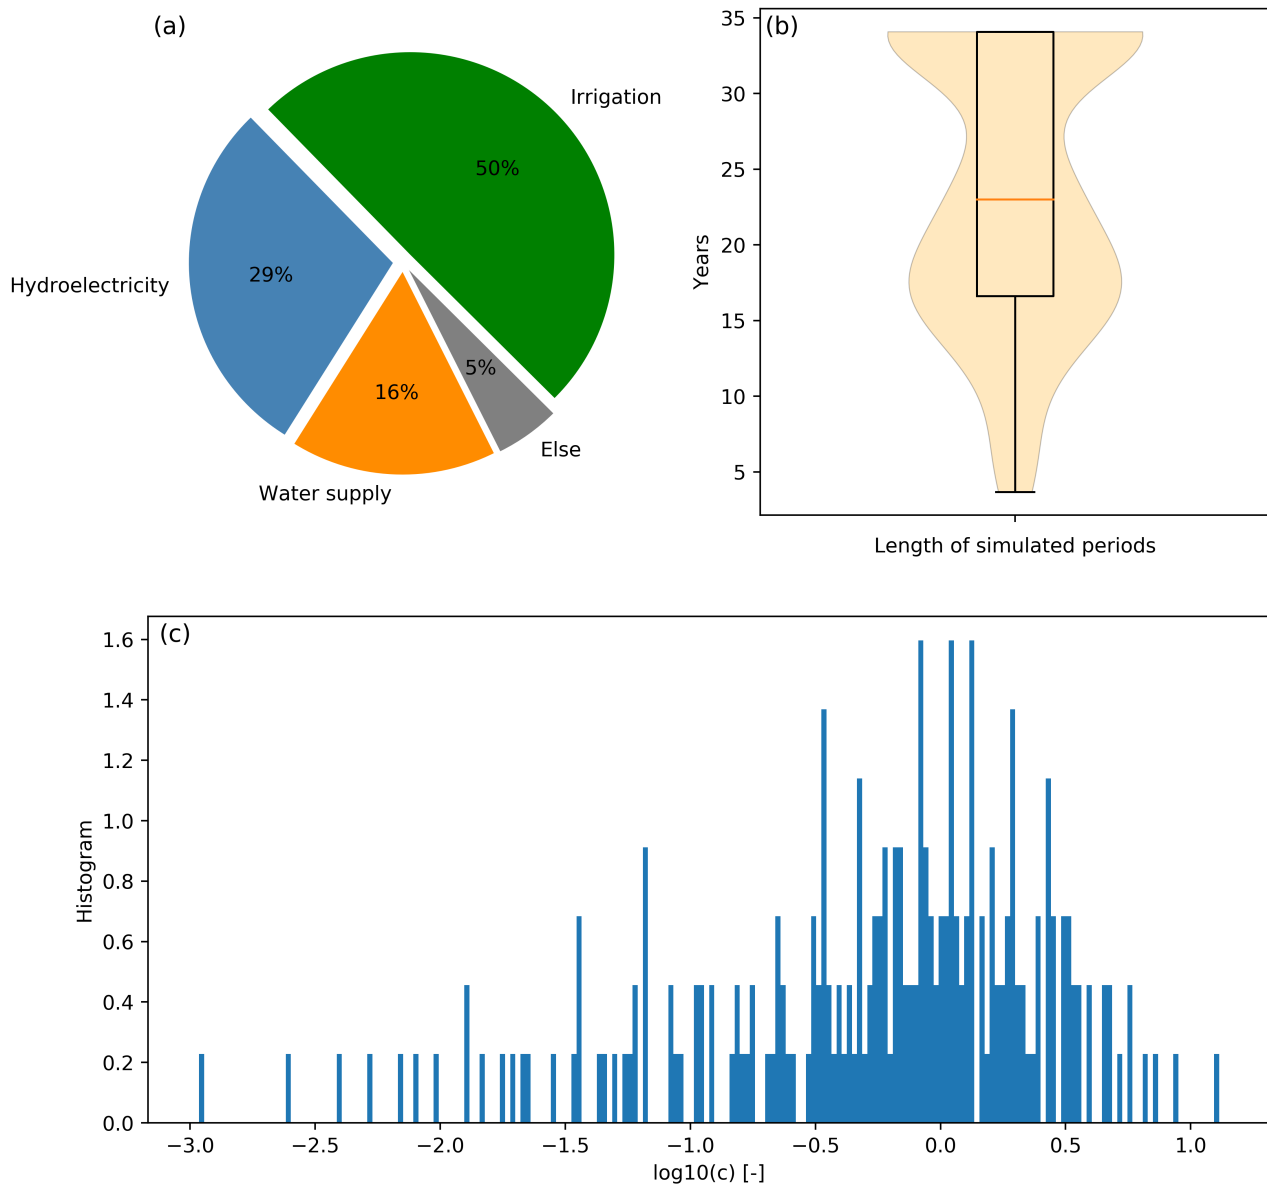 (a)
Irrigation
50%
Hydroelectricity
29%
16%
5%
Else
Water supply
(b)
Years
35
30
25
20
15
10
5
Length of simulated periods
(c)
Histogram
1.6
1.4
1.2
1.0
0.8
0.6
0.4
0.2
0.0
−3.0 −2.5 −2.0 −1.5 −1.0 −0.5 0.0 0.5 1.0
log10(c) [-]